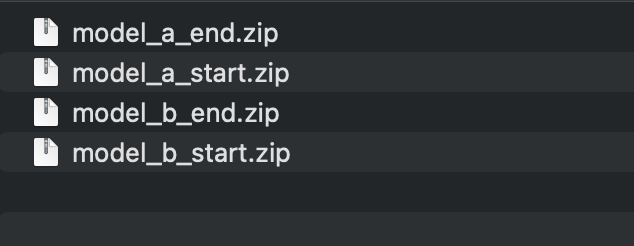 model_a_end.zip
model_a_start.zip
model_b_end.zip
model_b_start.zip